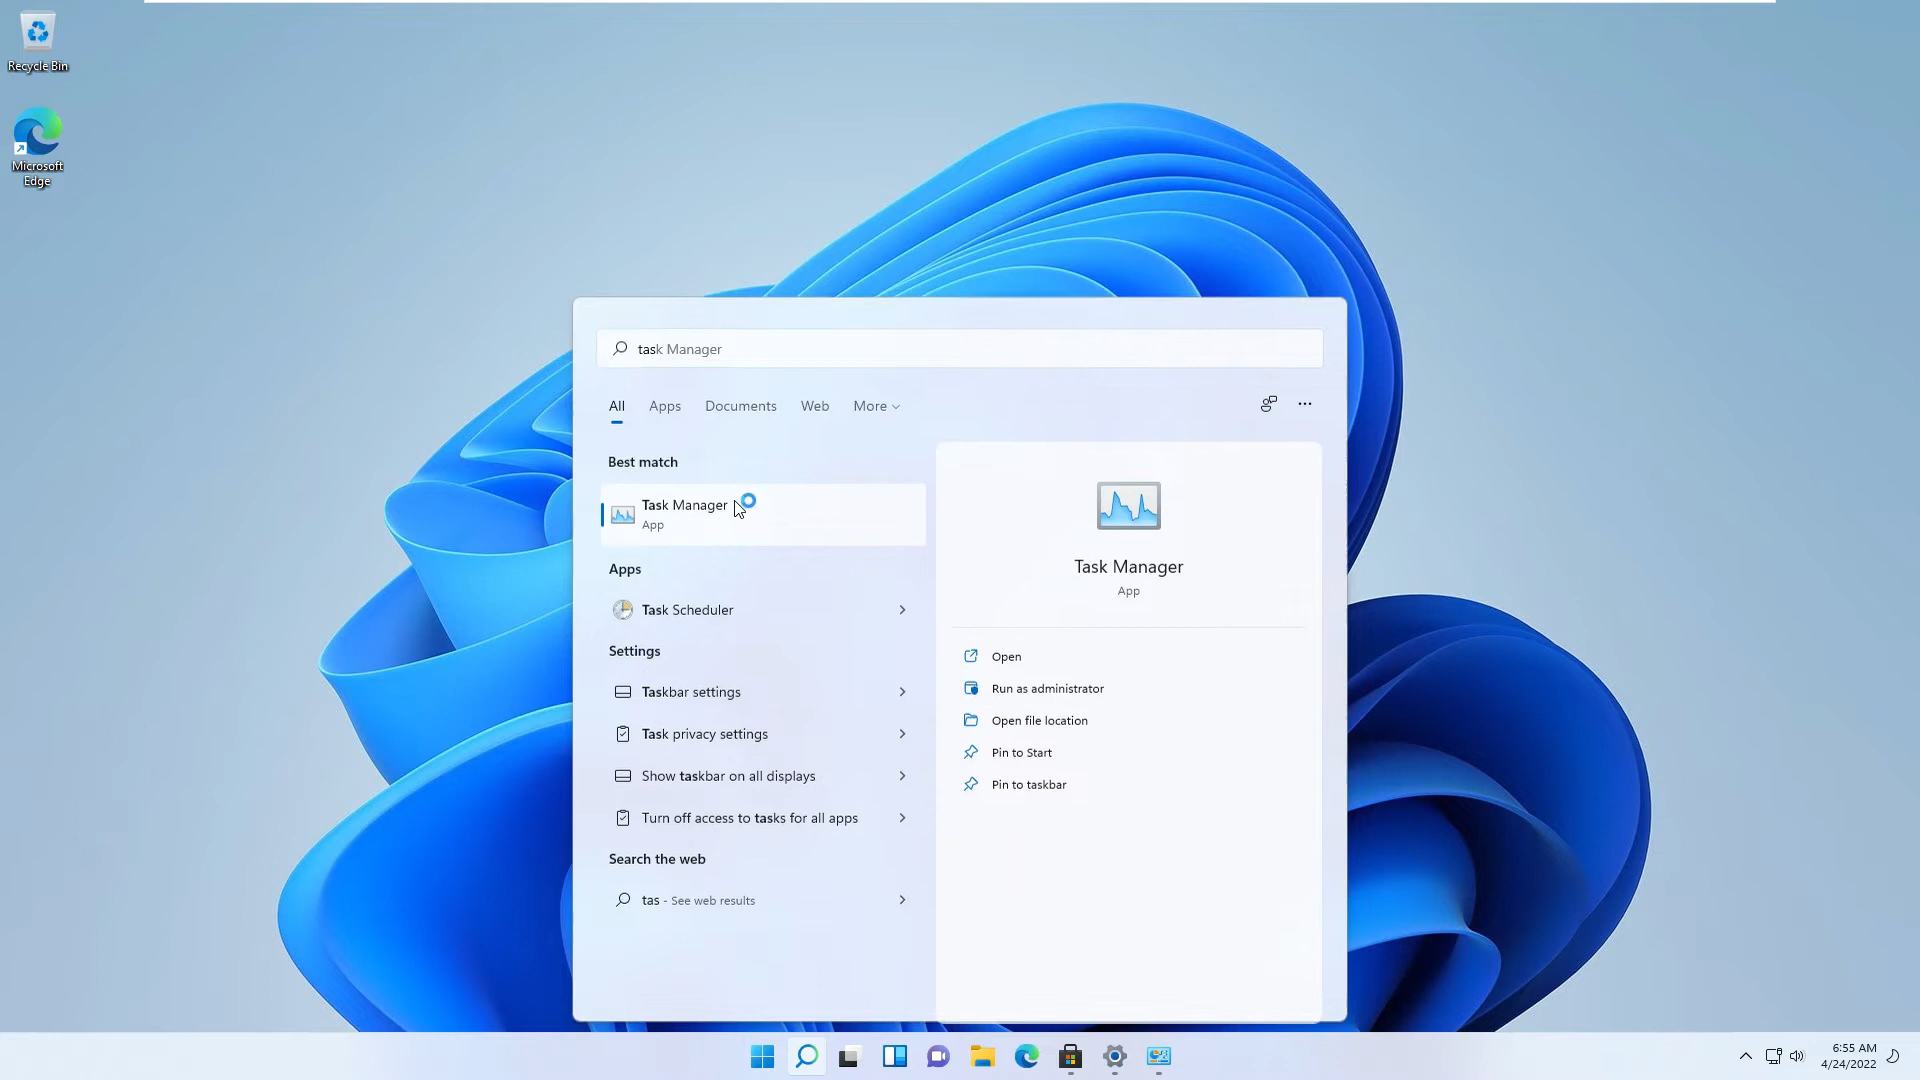 Recycle Bin
Microsoft
Edge
task Manager
All Apps Documents Web More
Best match
Task Manager
App
Apps
Task Scheduler
Settings
Taskbar settings
Task privacy settings
Show taskbar on all displays
Turn off access to tasks for all apps
Search the web
tas - See web results
Task Manager
App
Open
Run as administrator
Open file location
Pin to Start
Pin to taskbar
6:55 AM
4/24/2022